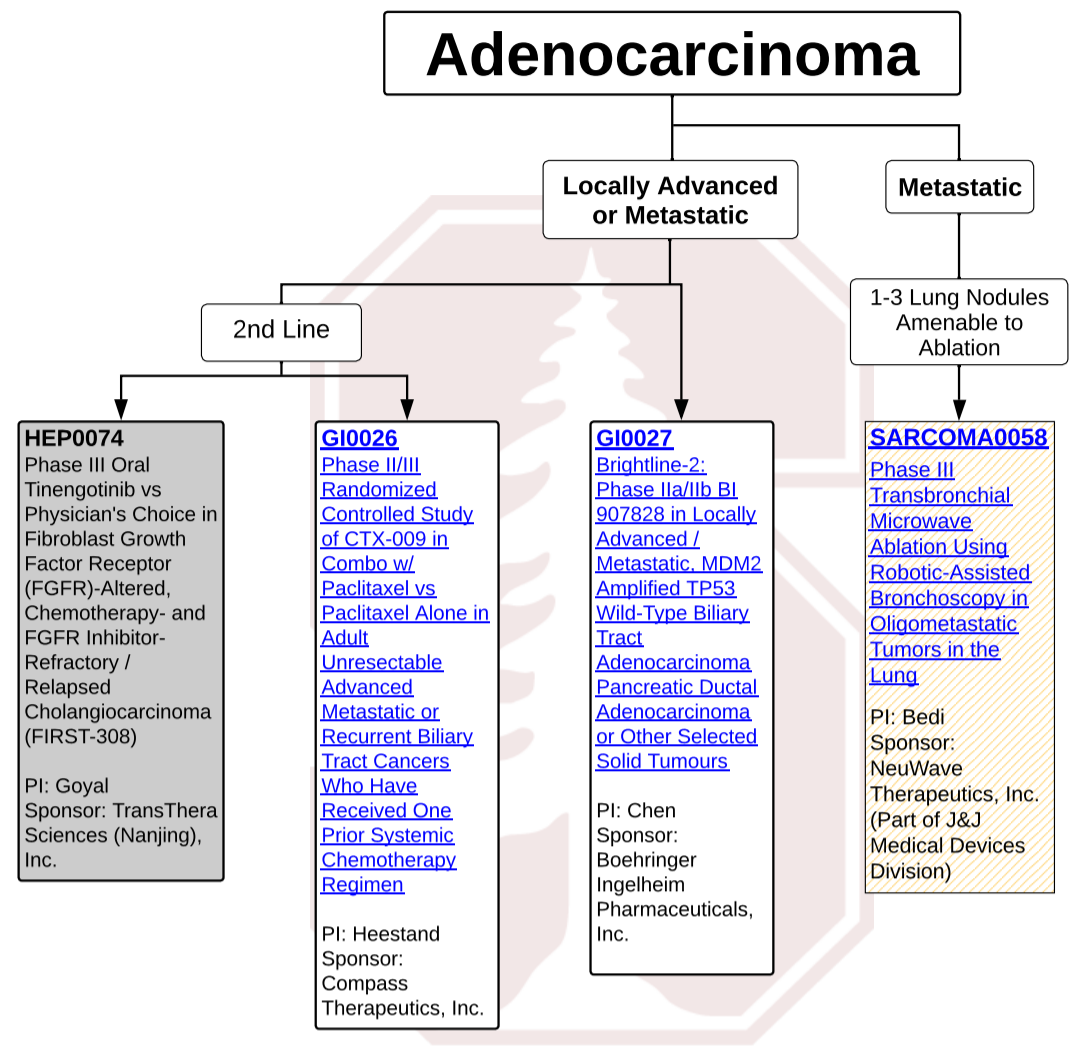 Adenocarcinoma
Locally Advanced
or Metastatic
Metastatic
1-3 Lung Nodules
Amenable to
Ablation
2nd Line
HEP0074
Phase III Oral
Tinengotinib vs
Physician's Choice in
Fibroblast Growth
Factor Receptor
(FGFR)-Altered,
Chemotherapy- and
FGFR Inhibitor-
Refractory /
Relapsed
Cholangiocarcinoma
(FIRST-308)
PI: Goyal
Sponsor: TransThera
Sciences (Nanjing),
Inc.
GI0026
Phase II/III
Randomized
Controlled Study
of CTX-009 in
Combo w/
Paclitaxel vs
Paclitaxel Alone in
Adult
Unresectable
Advanced
Metastatic or
Recurrent Biliary
Tract Cancers
Who Have
Received One
Prior Systemic
Chemotherapy
Regimen
PI: Heestand
Sponsor:
Compass
Therapeutics, Inc.
GI0027
Brightline-2:
Phase IIa/IIb BI
907828 in Locally
Advanced /
Metastatic, MDM2
Amplified TP53
Wild-Type Biliary
Tract
Adenocarcinoma
Pancreatic Ductal
Adenocarcinoma
or Other Selected
Solid Tumours
PI: Chen
Sponsor:
Boehringer
Ingelheim
Pharmaceuticals,
Inc.
SARCOMA0058
Phase III
Transbronchial
Microwave
Ablation Using
Robotic-Assisted
Bronchoscopy in
Oligometastatic
Tumors in the
Lung
PI: Bedi
Sponsor:
NeuWave
Therapeutics, Inc.
(Part of J&J
Medical Devices
Division)